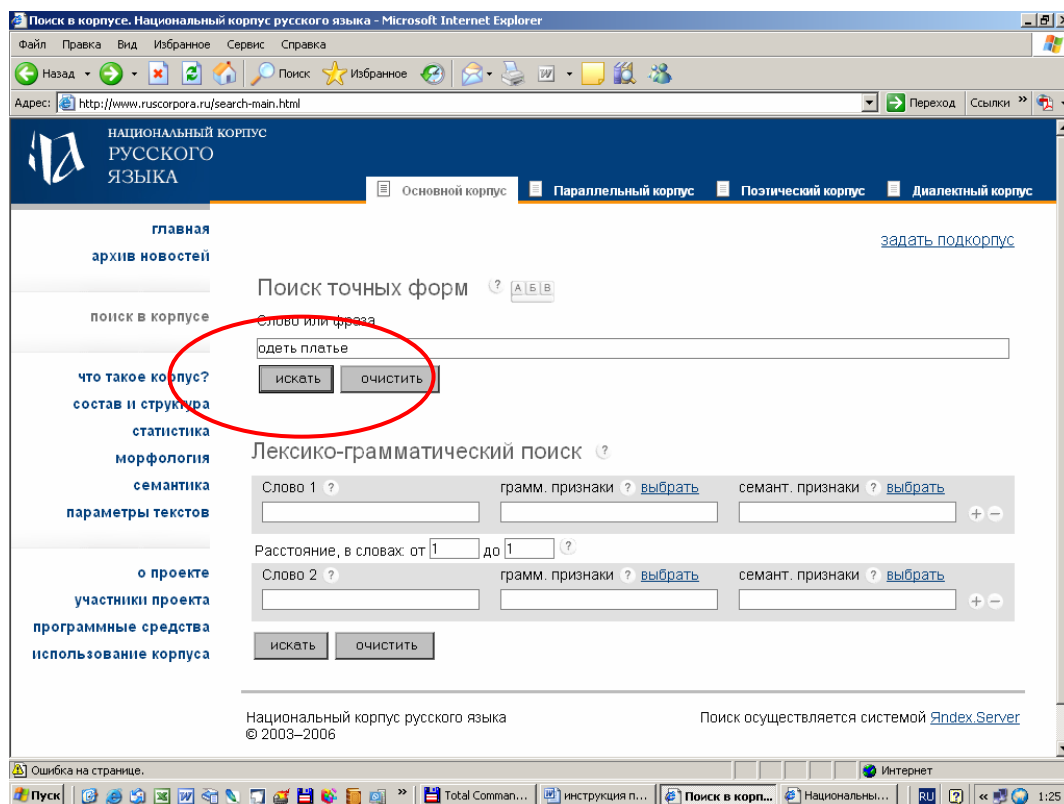 Поиск в корпусе. Национальный корпус русского языка - Microsoft Internet Explorer
Файл Правка Вид Избранное Сервис Справка
Назад Поиск Избранное
Адрес: http://www.ruscorpora.ru/search-main.html Переход Ссылки »
НАЦИОНАЛЬНЫЙ КОРПУС
РУССКОГО
ЯЗЫКА
Основной корпус Параллельный корпус Поэтический корпус Диалектный корпус
главная
архив новостей
задать подкорпус
Поиск точных форм ? А Б В
поиск в корпусе
Слово или фраза
одеть платье
искать очистить
что такое корпус?
состав и структура
статистика
морфология
семантика
параметры текстов
Лексико-грамматический поиск ?
Слово 1 ? грамм. признаки ? выбрать семант. признаки ? выбрать
+ −
Расстояние, в словах: от 1 до 1 ?
Слово 2 ? грамм. признаки ? выбрать семант. признаки ? выбрать
+ −
о проекте
участники проекта
программные средства
использование корпуса
искать очистить
Национальный корпус русского языка
© 2003–2006
Поиск осуществляется системой Яndex.Server
Ошибка на странице. Интернет
Пуск » Total Comman... инструкция п... Поиск в корп... Национальны... RU ? « 1:25